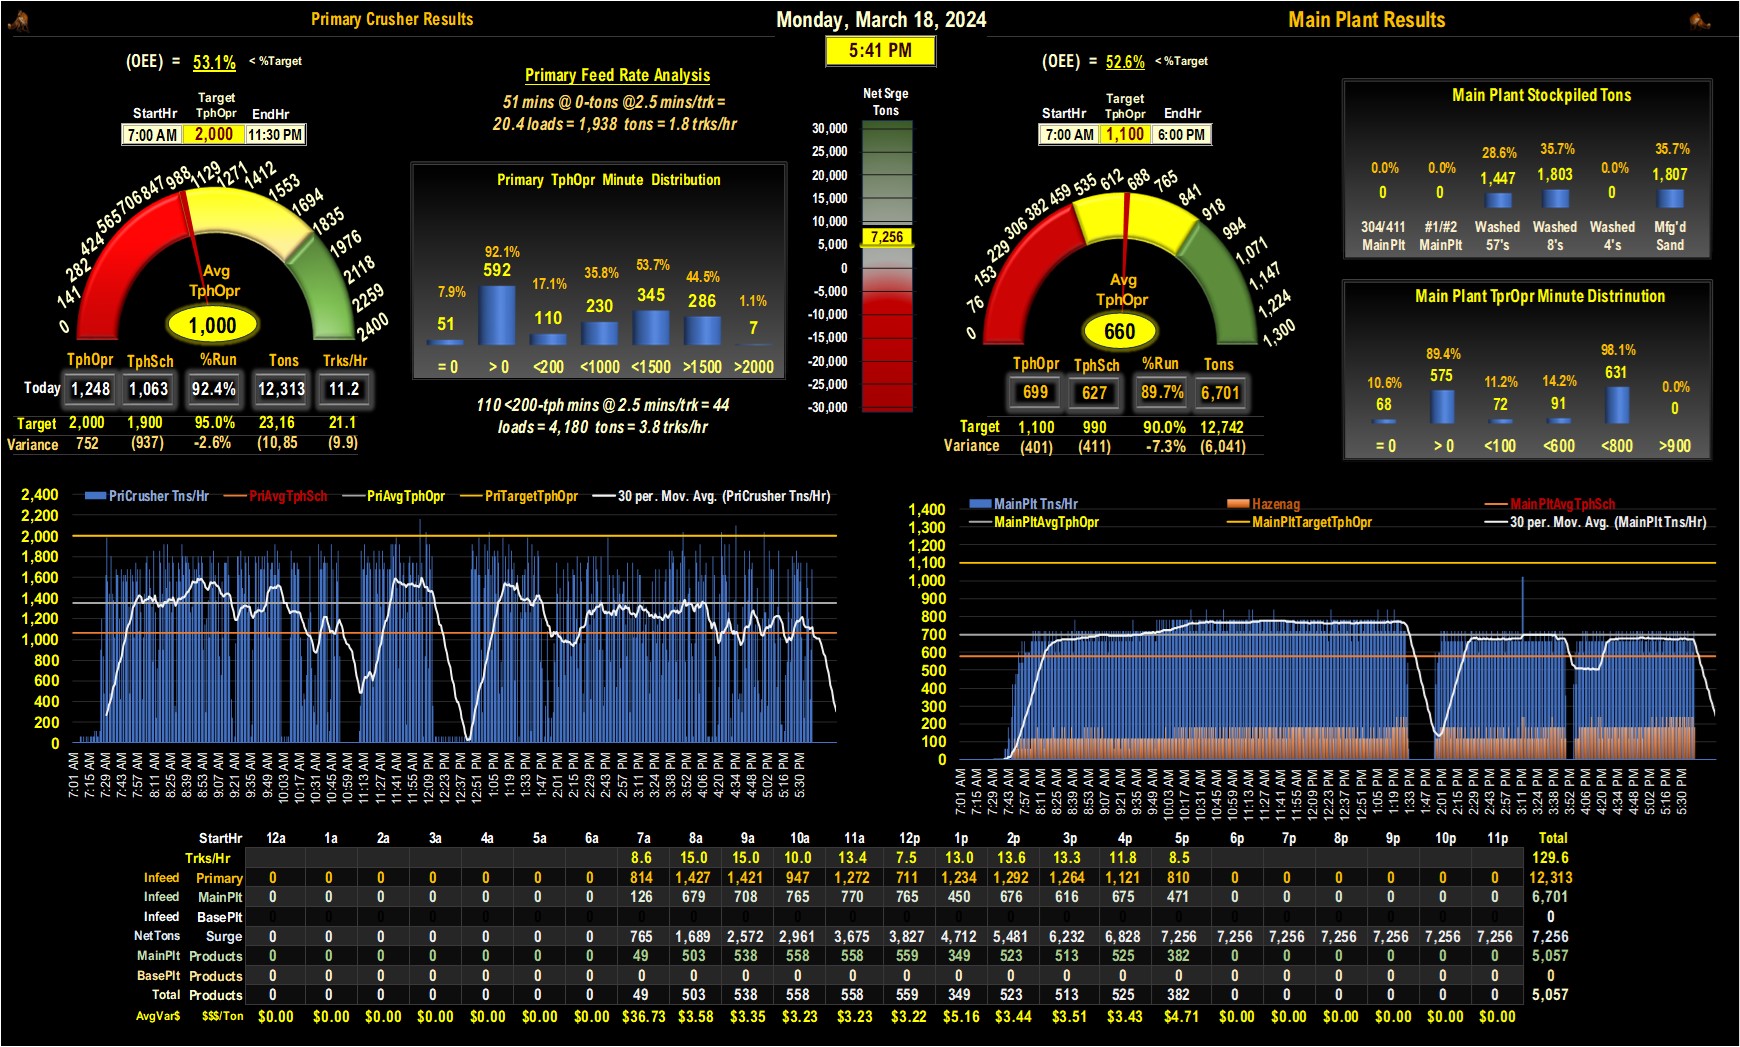 Primary Crusher Results
Monday, March 18, 2024
Main Plant Results
5:41 PM
(OEE) = 53.1% < %Target
Target
StartHr TphOpr EndHr
7:00 AM 2,000 11:30 PM
0 141 282 424 565 706 847 988 1129 1271 1412 1553 1694 1835 1976 2118 2259 2400
Avg
TphOpr
1,000
TphOpr TphSch %Run Tons Trks/Hr
Today 1,248 1,063 92.4% 12,313 11.2
Target 2,000 1,900 95.0% 23,16 21.1
Variance 752 (937) -2.6% (10,85 (9.9)
Primary Feed Rate Analysis
51 mins @ 0-tons @2.5 mins/trk =
20.4 loads = 1,938 tons = 1.8 trks/hr
Primary TphOpr Minute Distribution
7.9% 92.1% 17.1% 35.8% 53.7% 44.5% 1.1%
51 592 110 230 345 286 7
= 0 > 0 <200 <1000 <1500 >1500 >2000
110 <200-tph mins @ 2.5 mins/trk = 44
loads = 4,180 tons = 3.8 trks/hr
Net Srge
Tons
30,000
25,000
20,000
15,000
10,000
7,256
5,000
0
-5,000
-10,000
-15,000
-20,000
-25,000
-30,000
(OEE) = 52.6% < %Target
Target
StartHr TphOpr EndHr
7:00 AM 1,100 6:00 PM
0 76 153 229 306 382 459 535 612 688 765 841 918 994 1,071 1,147 1,224 1,300
Avg
TphOpr
660
TphOpr TphSch %Run Tons
699 627 89.7% 6,701
Target 1,100 990 90.0% 12,742
Variance (401) (411) -7.3% (6,041)
Main Plant Stockpiled Tons
0.0% 0.0% 28.6% 35.7% 0.0% 35.7%
0 0 1,447 1,803 0 1,807
304/411 #1/#2 Washed Washed Washed Mfg'd
MainPlt MainPlt 57's 8's 4's Sand
Main Plant TprOpr Minute Distrinution
10.6% 89.4% 11.2% 14.2% 98.1% 0.0%
68 575 72 91 631 0
= 0 > 0 <100 <600 <800 >900
PriCrusher Tns/Hr PriAvgTphSch PriAvgTphOpr PriTargetTphOpr 30 per. Mov. Avg. (PriCrusher Tns/Hr)
2,400
2,200
2,000
1,800
1,600
1,400
1,200
1,000
800
600
400
200
0
7:01 AM 7:15 AM 7:29 AM 7:43 AM 7:57 AM 8:11 AM 8:25 AM 8:39 AM 8:53 AM 9:07 AM 9:21 AM 9:35 AM 9:49 AM 10:03 AM 10:17 AM 10:31 AM 10:45 AM 10:59 AM 11:13 AM 11:27 AM 11:41 AM 11:55 AM 12:09 PM 12:23 PM 12:37 PM 12:51 PM 1:05 PM 1:19 PM 1:33 PM 1:47 PM 2:01 PM 2:15 PM 2:29 PM 2:43 PM 2:57 PM 3:11 PM 3:24 PM 3:38 PM 3:52 PM 4:06 PM 4:20 PM 4:34 PM 4:48 PM 5:02 PM 5:16 PM 5:30 PM
MainPlt Tns/Hr Hazenag MainPltAvgTphSch
MainPltAvgTphOpr MainPltTargetTphOpr 30 per. Mov. Avg. (MainPlt Tns/Hr)
1,400
1,300
1,200
1,100
1,000
900
800
700
600
500
400
300
200
100
0
7:01 AM 7:15 AM 7:29 AM 7:43 AM 7:57 AM 8:11 AM 8:25 AM 8:39 AM 8:53 AM 9:07 AM 9:21 AM 9:35 AM 9:49 AM 10:03 AM 10:17 AM 10:31 AM 10:45 AM 10:59 AM 11:13 AM 11:27 AM 11:41 AM 11:55 AM 12:09 PM 12:23 PM 12:37 PM 12:51 PM 1:05 PM 1:19 PM 1:33 PM 1:47 PM 2:01 PM 2:15 PM 2:29 PM 2:43 PM 2:57 PM 3:11 PM 3:24 PM 3:38 PM 3:52 PM 4:06 PM 4:20 PM 4:34 PM 4:48 PM 5:02 PM 5:16 PM 5:30 PM
StartHr 12a 1a 2a 3a 4a 5a 6a 7a 8a 9a 10a 11a 12p 1p 2p 3p 4p 5p 6p 7p 8p 9p 10p 11p Total
Trks/Hr 8.6 15.0 15.0 10.0 13.4 7.5 13.0 13.6 13.3 11.8 8.5 129.6
Infeed Primary 0 0 0 0 0 0 0 814 1,427 1,421 947 1,272 711 1,234 1,292 1,264 1,121 810 0 0 0 0 0 0 12,313
Infeed MainPlt 0 0 0 0 0 0 0 126 679 708 765 770 765 450 676 616 675 471 0 0 0 0 0 0 6,701
Infeed BasePlt 0 0 0 0 0 0 0 0 0 0 0 0 0 0 0 0 0 0 0 0 0 0 0 0 0
NetTons Surge 0 0 0 0 0 0 0 765 1,689 2,572 2,961 3,675 3,827 4,712 5,481 6,232 6,828 7,256 7,256 7,256 7,256 7,256 7,256 7,256 7,256
MainPlt Products 0 0 0 0 0 0 0 49 503 538 558 558 559 349 523 513 525 382 0 0 0 0 0 0 5,057
BasePlt Products 0 0 0 0 0 0 0 0 0 0 0 0 0 0 0 0 0 0 0 0 0 0 0 0 0
Total Products 0 0 0 0 0 0 0 49 503 538 558 558 559 349 523 513 525 382 0 0 0 0 0 0 5,057
AvgVar$ $$$/Ton $0.00 $0.00 $0.00 $0.00 $0.00 $0.00 $0.00 $36.73 $3.58 $3.35 $3.23 $3.23 $3.22 $5.16 $3.44 $3.51 $3.43 $4.71 $0.00 $0.00 $0.00 $0.00 $0.00 $0.00